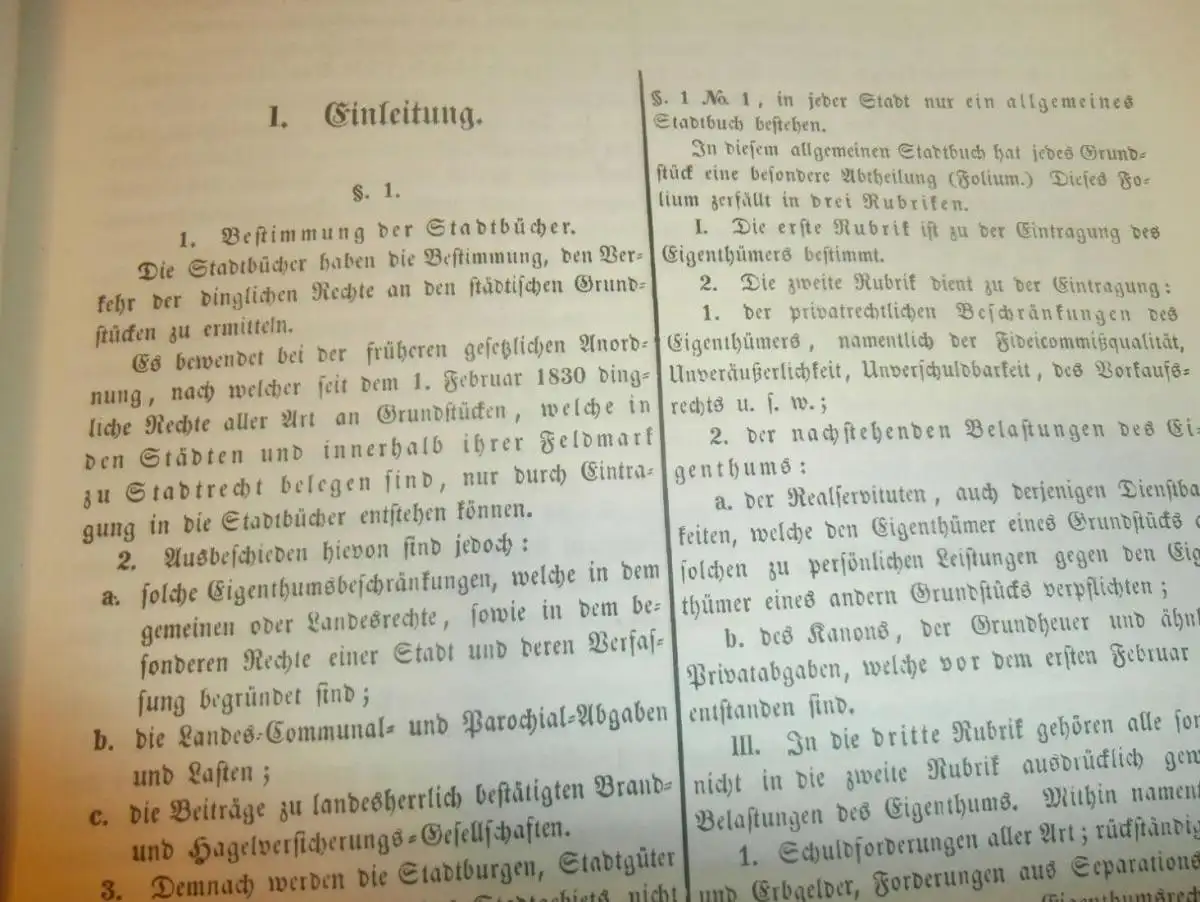 I. Einleitung.
§. 1.
1. Bestimmung der Stadtbücher.
Die Stadtbücher haben die Bestimmung, den Ver-
kehr der dinglichen Rechte an den städtischen Grund-
stücken zu ermitteln.
Es bewendet bei der früheren gesetzlichen Anord-
nung, nach welcher seit dem 1. Februar 1830 ding-
liche Rechte aller Art an Grundstücken, welche in
den Städten und innerhalb ihrer Feldmark
zu Stadtrecht belegen sind, nur durch Eintra-
gung in die Stadtbücher entstehen können.
2. Ausbeschieden hievon sind jedoch:
a. solche Eigenthumsbeschränkungen, welche in dem
gemeinen oder Landesrechte, sowie in dem be-
sonderen Rechte einer Stadt und deren Verfas-
sung begründet sind;
b. die Landes-Communal- und Parochial-Abgaben
und Lasten;
c. die Beiträge zu landesherrlich bestätigten Brand-
und Hagelversicherungs-Gesellschaften.
3. Demnach werden die Stadtburgen, Stadtgüter
Stadtgebiets nicht
§. 1 No. 1, in jeder Stadt nur ein allgemeines
Stadtbuch bestehen.
In diesem allgemeinen Stadtbuch hat jedes Grund-
stück eine besondere Abtheilung (Folium.) Dieses Fo-
lium zerfällt in drei Rubriken.
I. Die erste Rubrik ist zu der Eintragung des
Eigenthümers bestimmt.
2. Die zweite Rubrik dient zu der Eintragung:
1. der privatrechtlichen Beschränkungen des
Eigenthümers, namentlich der Fideicommißqualität,
Unveräußerlichkeit, Unverschuldbarkeit, des Vorkaufs-
rechts u. s. w.;
2. der nachstehenden Belastungen des Ei-
genthums:
a. der Realservituten, auch derjenigen Dienstba
keiten, welche den Eigenthümer eines Grundstücks
solchen zu persönlichen Leistungen gegen den Eig
thümer eines andern Grundstücks verpflichten;
b. des Kanons, der Grundheuer und ähnl
Privatabgaben, welche vor dem ersten Februar
entstanden sind.
III. In die dritte Rubrik gehören alle son
nicht in die zweite Rubrik ausdrücklich gew
Belastungen des Eigenthums. Mithin nament
1. Schuldforderungen aller Art; rückständig
und Erbgelder, Forderungen aus Separations
Eigenthumsrech